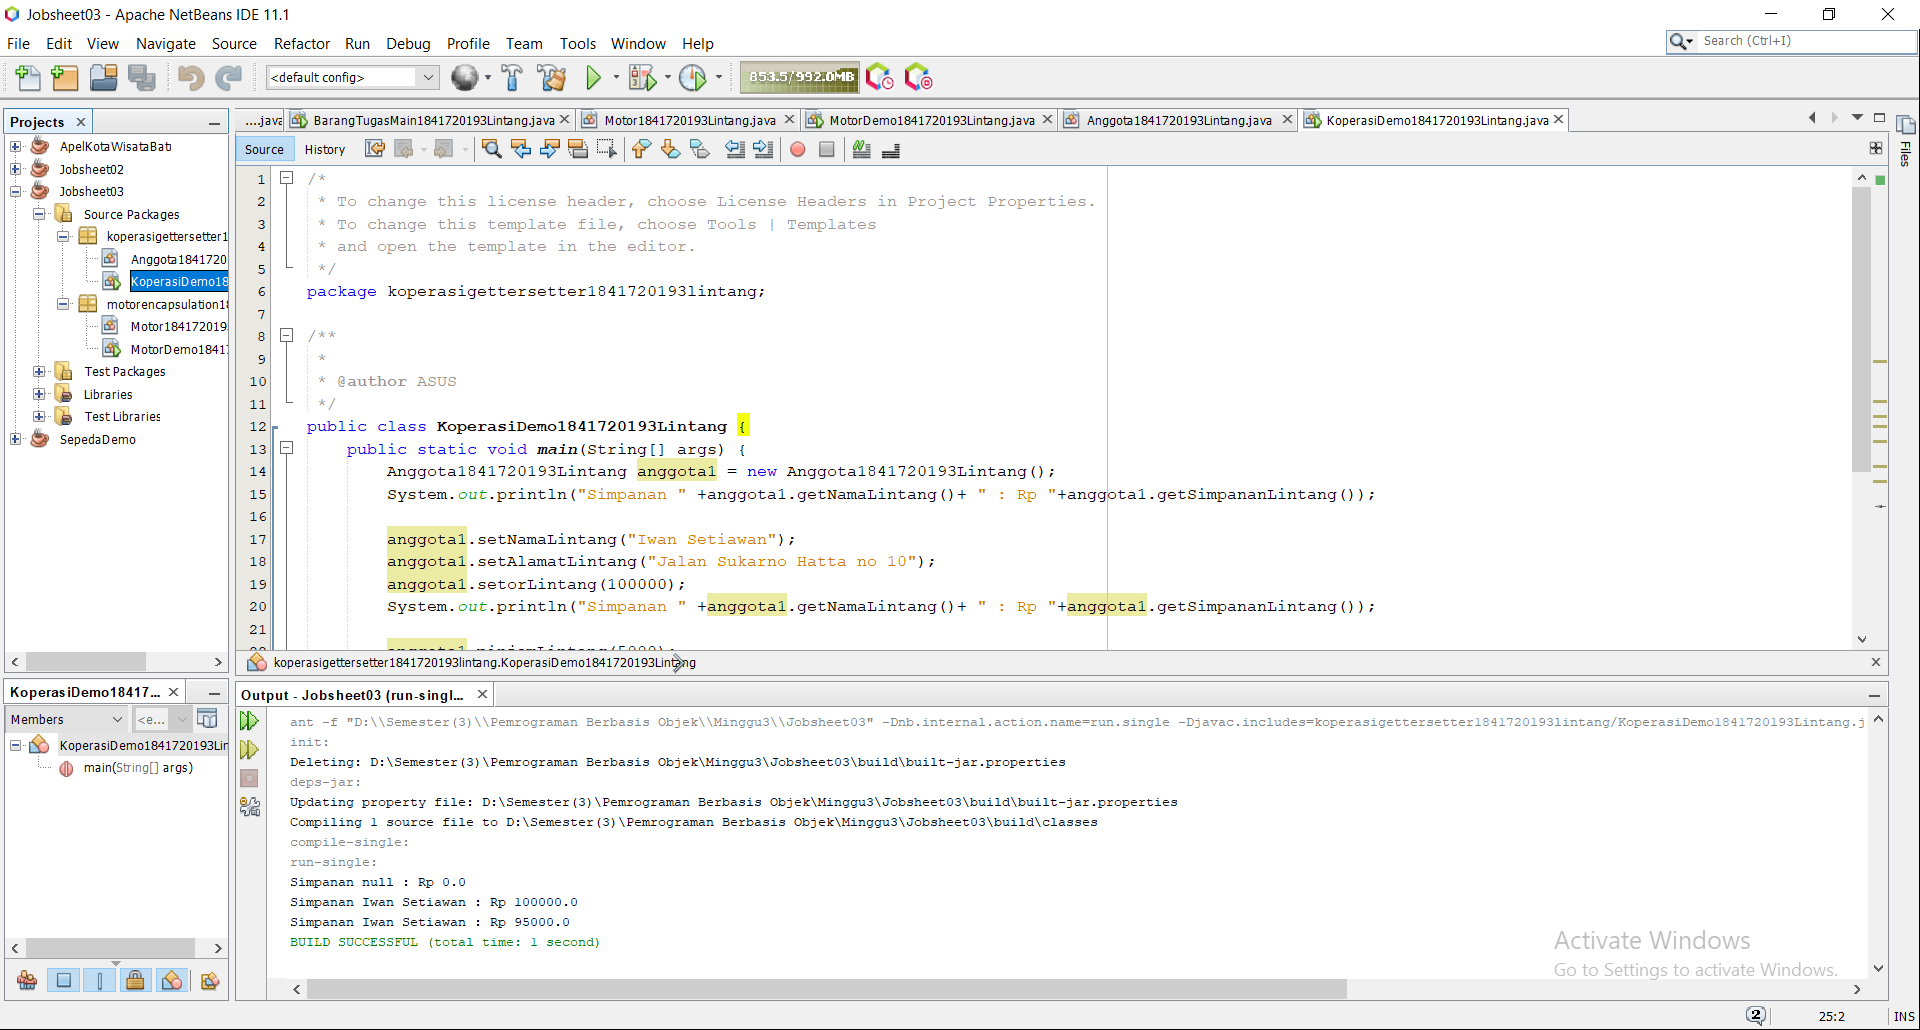 Jobsheet03 - Apache NetBeans IDE 11.1
File Edit View Navigate Source Refactor Run Debug Profile Team Tools Window Help
Search (Ctrl+I)
<default config>
853.5/992.0MB
Projects
....java
BarangTugasMain1841720193Lintang.java
Motor1841720193Lintang.java
MotorDemo1841720193Lintang.java
Anggota1841720193Lintang.java
KoperasiDemo1841720193Lintang.java
Files
Source
History
ApelKotaWisataBatu
Jobsheet02
Jobsheet03
Source Packages
koperasigettersetter1
Anggota1841720
KoperasiDemo18
motorencapsulation18
Motor184172019
MotorDemo1841
Test Packages
Libraries
Test Libraries
SepedaDemo
1 /*
2 * To change this license header, choose License Headers in Project Properties.
3 * To change this template file, choose Tools | Templates
4 * and open the template in the editor.
5 */
6 package koperasigettersetter1841720193lintang;
7
8 /**
9 *
10 * @author ASUS
11 */
12 public class KoperasiDemo1841720193Lintang {
13 public static void main(String[] args) {
14 Anggota1841720193Lintang anggota1 = new Anggota1841720193Lintang();
15 System.out.println("Simpanan " +anggota1.getNamaLintang()+ " : Rp "+anggota1.getSimpananLintang());
16
17 anggota1.setNamaLintang("Iwan Setiawan");
18 anggota1.setAlamatLintang("Jalan Sukarno Hatta no 10");
19 anggota1.setorLintang(100000);
20 System.out.println("Simpanan " +anggota1.getNamaLintang()+ " : Rp "+anggota1.getSimpananLintang());
21
22 anggota1.pinjamLintang(5000);
koperasigettersetter1841720193lintang.KoperasiDemo1841720193Lintang
KoperasiDemo18417...
Members
<e...
KoperasiDemo1841720193Lin
main(String[] args)
Output - Jobsheet03 (run-singl...
ant -f "D:\\Semester(3)\\Pemrograman Berbasis Objek\\Minggu3\\Jobsheet03" -Dnb.internal.action.name=run.single -Djavac.includes=koperasigettersetter1841720193lintang/KoperasiDemo1841720193Lintang.j
init:
Deleting: D:\Semester(3)\Pemrograman Berbasis Objek\Minggu3\Jobsheet03\build\built-jar.properties
deps-jar:
Updating property file: D:\Semester(3)\Pemrograman Berbasis Objek\Minggu3\Jobsheet03\build\built-jar.properties
Compiling 1 source file to D:\Semester(3)\Pemrograman Berbasis Objek\Minggu3\Jobsheet03\build\classes
compile-single:
run-single:
Simpanan null : Rp 0.0
Simpanan Iwan Setiawan : Rp 100000.0
Simpanan Iwan Setiawan : Rp 95000.0
BUILD SUCCESSFUL (total time: 1 second)
Activate Windows
Go to Settings to activate Windows.
2
25:2
INS